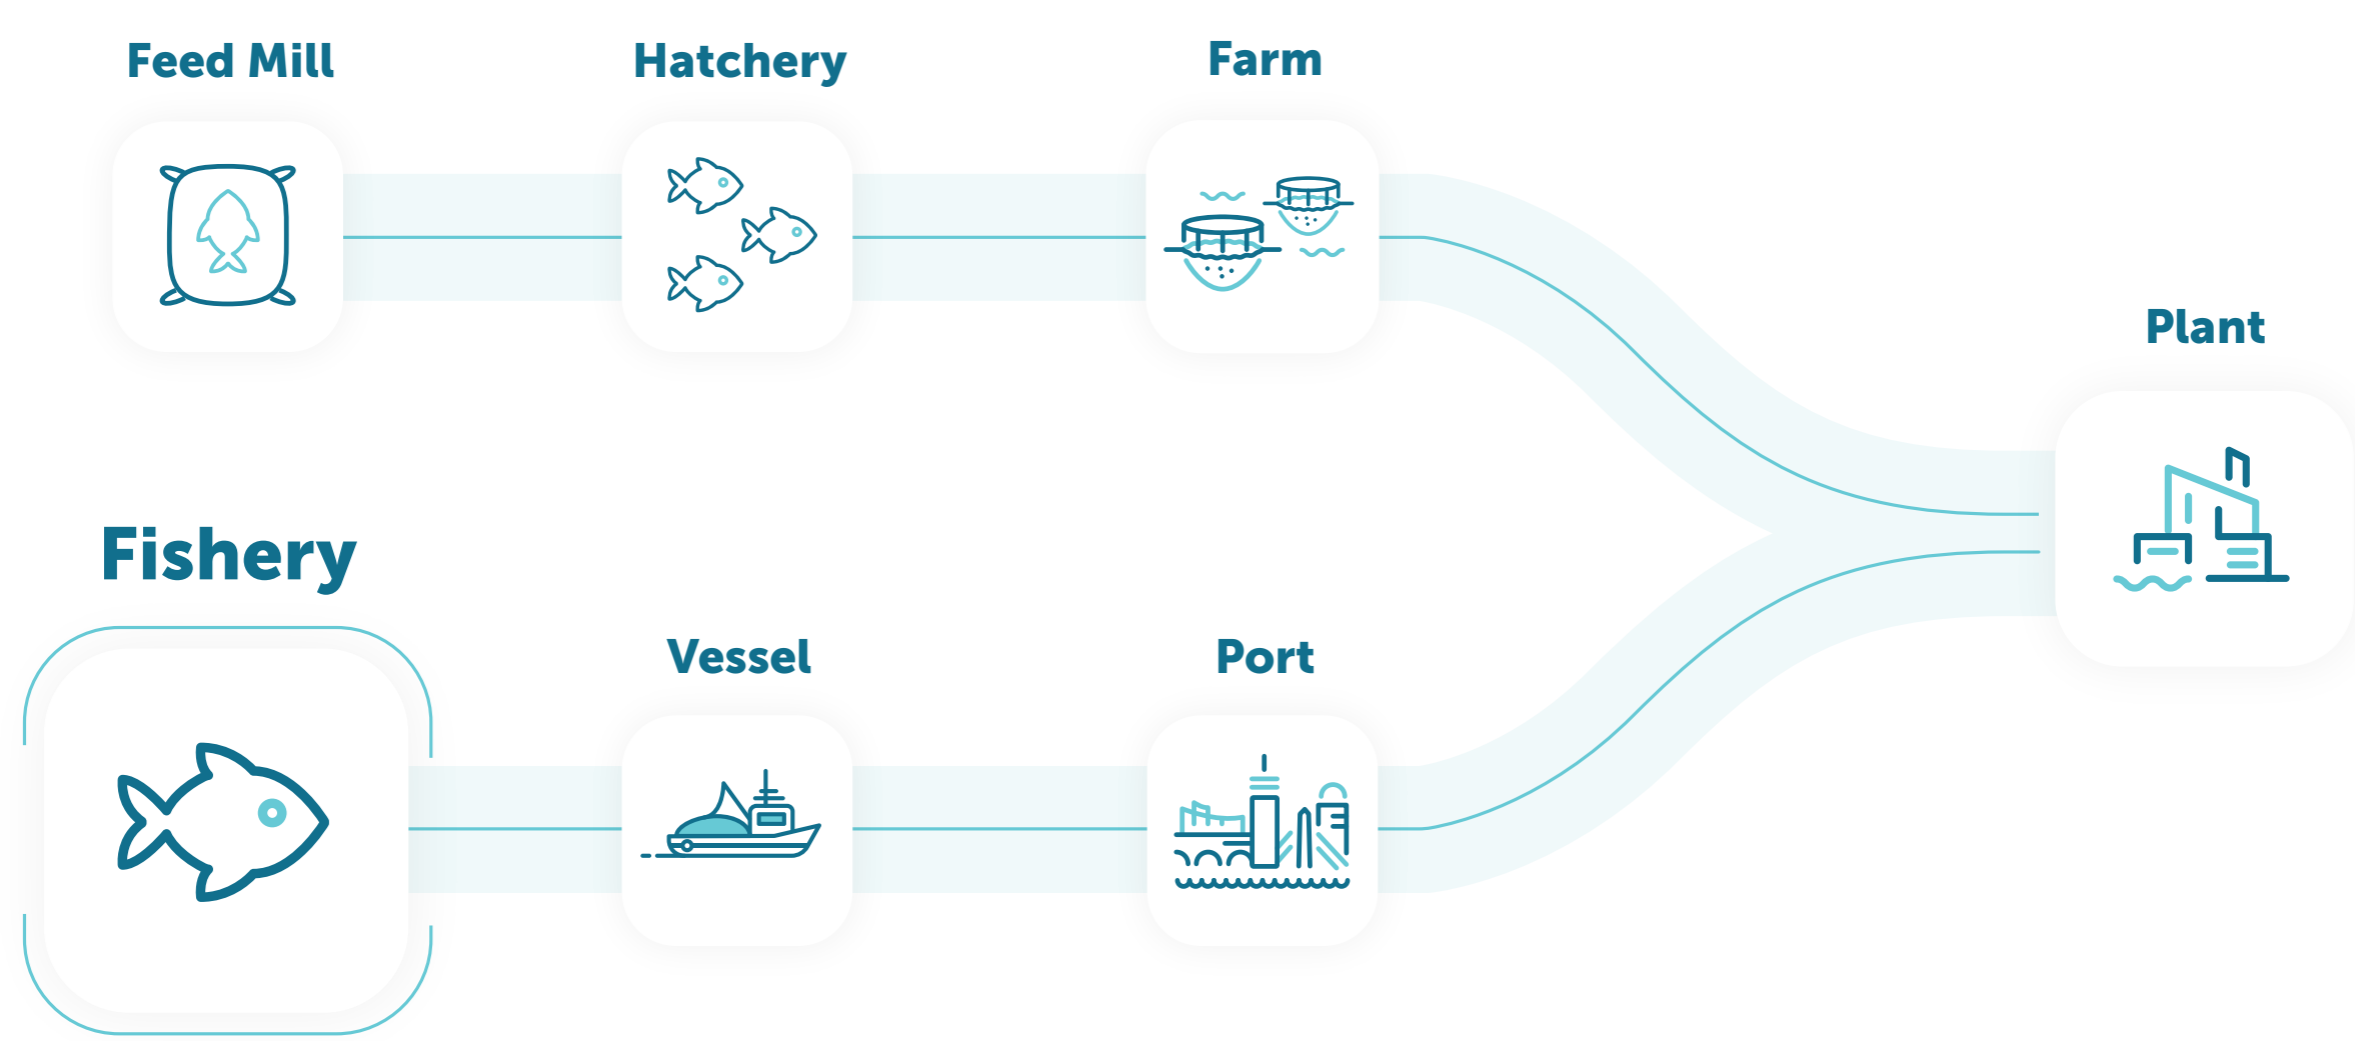 Feed Mill
Hatchery
Farm
Plant
Fishery
Vessel
Port